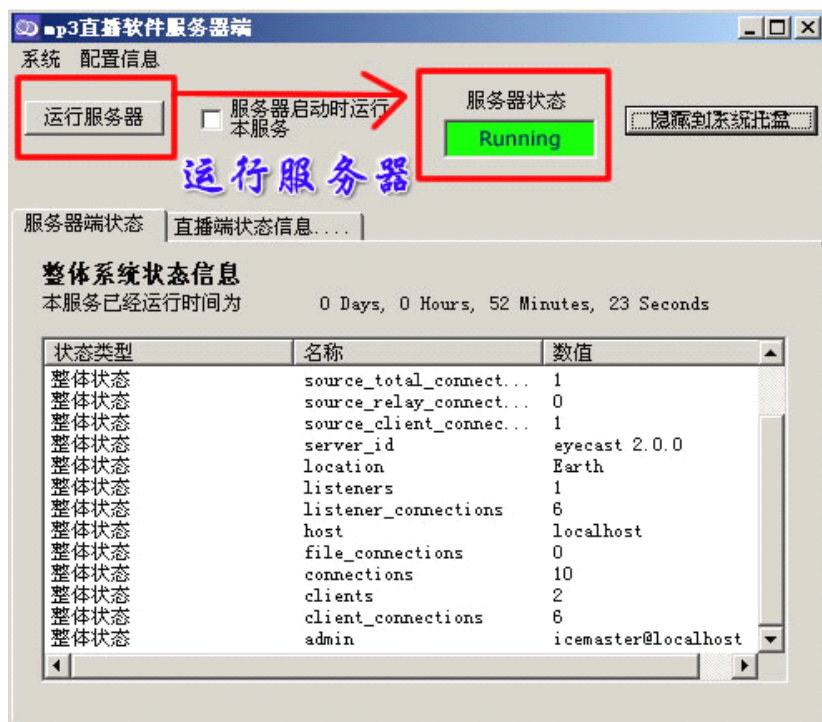 mp3直播软件服务器端
系统 配置信息
运行服务器
服务器启动时运行
本服务
服务器状态
Running
隐藏到系统托盘
运行服务器
服务器端状态 直播端状态信息....
整体系统状态信息
本服务已经运行时间为 0 Days, 0 Hours, 52 Minutes, 23 Seconds
状态类型 名称 数值
整体状态 source_total_connect... 1
整体状态 source_relay_connect... 0
整体状态 source_client_connec... 1
整体状态 server_id eyecast 2.0.0
整体状态 location Earth
整体状态 listeners 1
整体状态 listener_connections 6
整体状态 host localhost
整体状态 file_connections 0
整体状态 connections 10
整体状态 clients 2
整体状态 client_connections 6
整体状态 admin icemaster@localhost